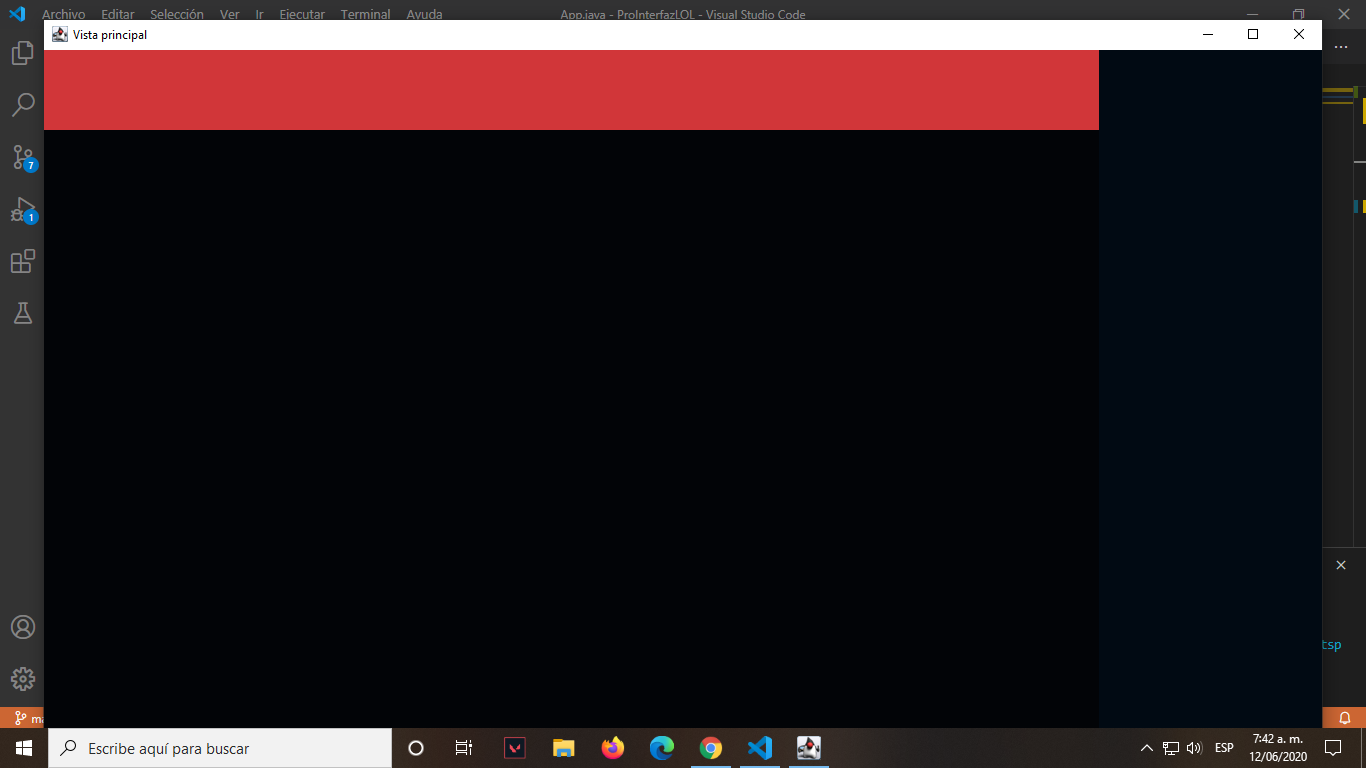 Archivo Editar Selección Ver Ir Ejecutar Terminal Ayuda App.java - ProInterfazLOL - Visual Studio Code
Vista principal
7
1
tsp
ma
Escribe aquí para buscar
ESP
7:42 a. m.
12/06/2020